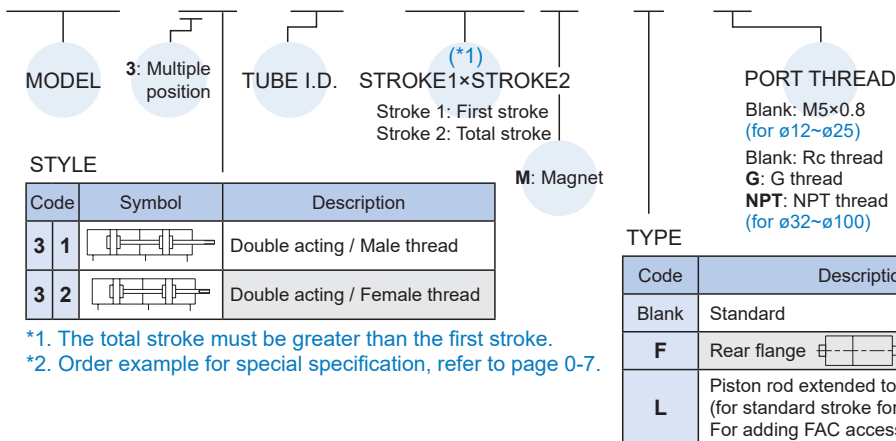 MODEL
3: Multiple
position
TUBE I.D.
(*1)
STROKE1×STROKE2
Stroke 1: First stroke
Stroke 2: Total stroke
M: Magnet
PORT THREAD
Blank: M5×0.8
(for ø12~ø25)
Blank: Rc thread
G: G thread
NPT: NPT thread
(for ø32~ø100)
STYLE
Code Symbol Description
3 1 Double acting / Male thread
3 2 Double acting / Female thread
*1. The total stroke must be greater than the first stroke.
*2. Order example for special specification, refer to page 0-7.
TYPE
Code
Blank Standard
F Rear flange
L Piston rod extended to
(for standard stroke for
For adding FAC